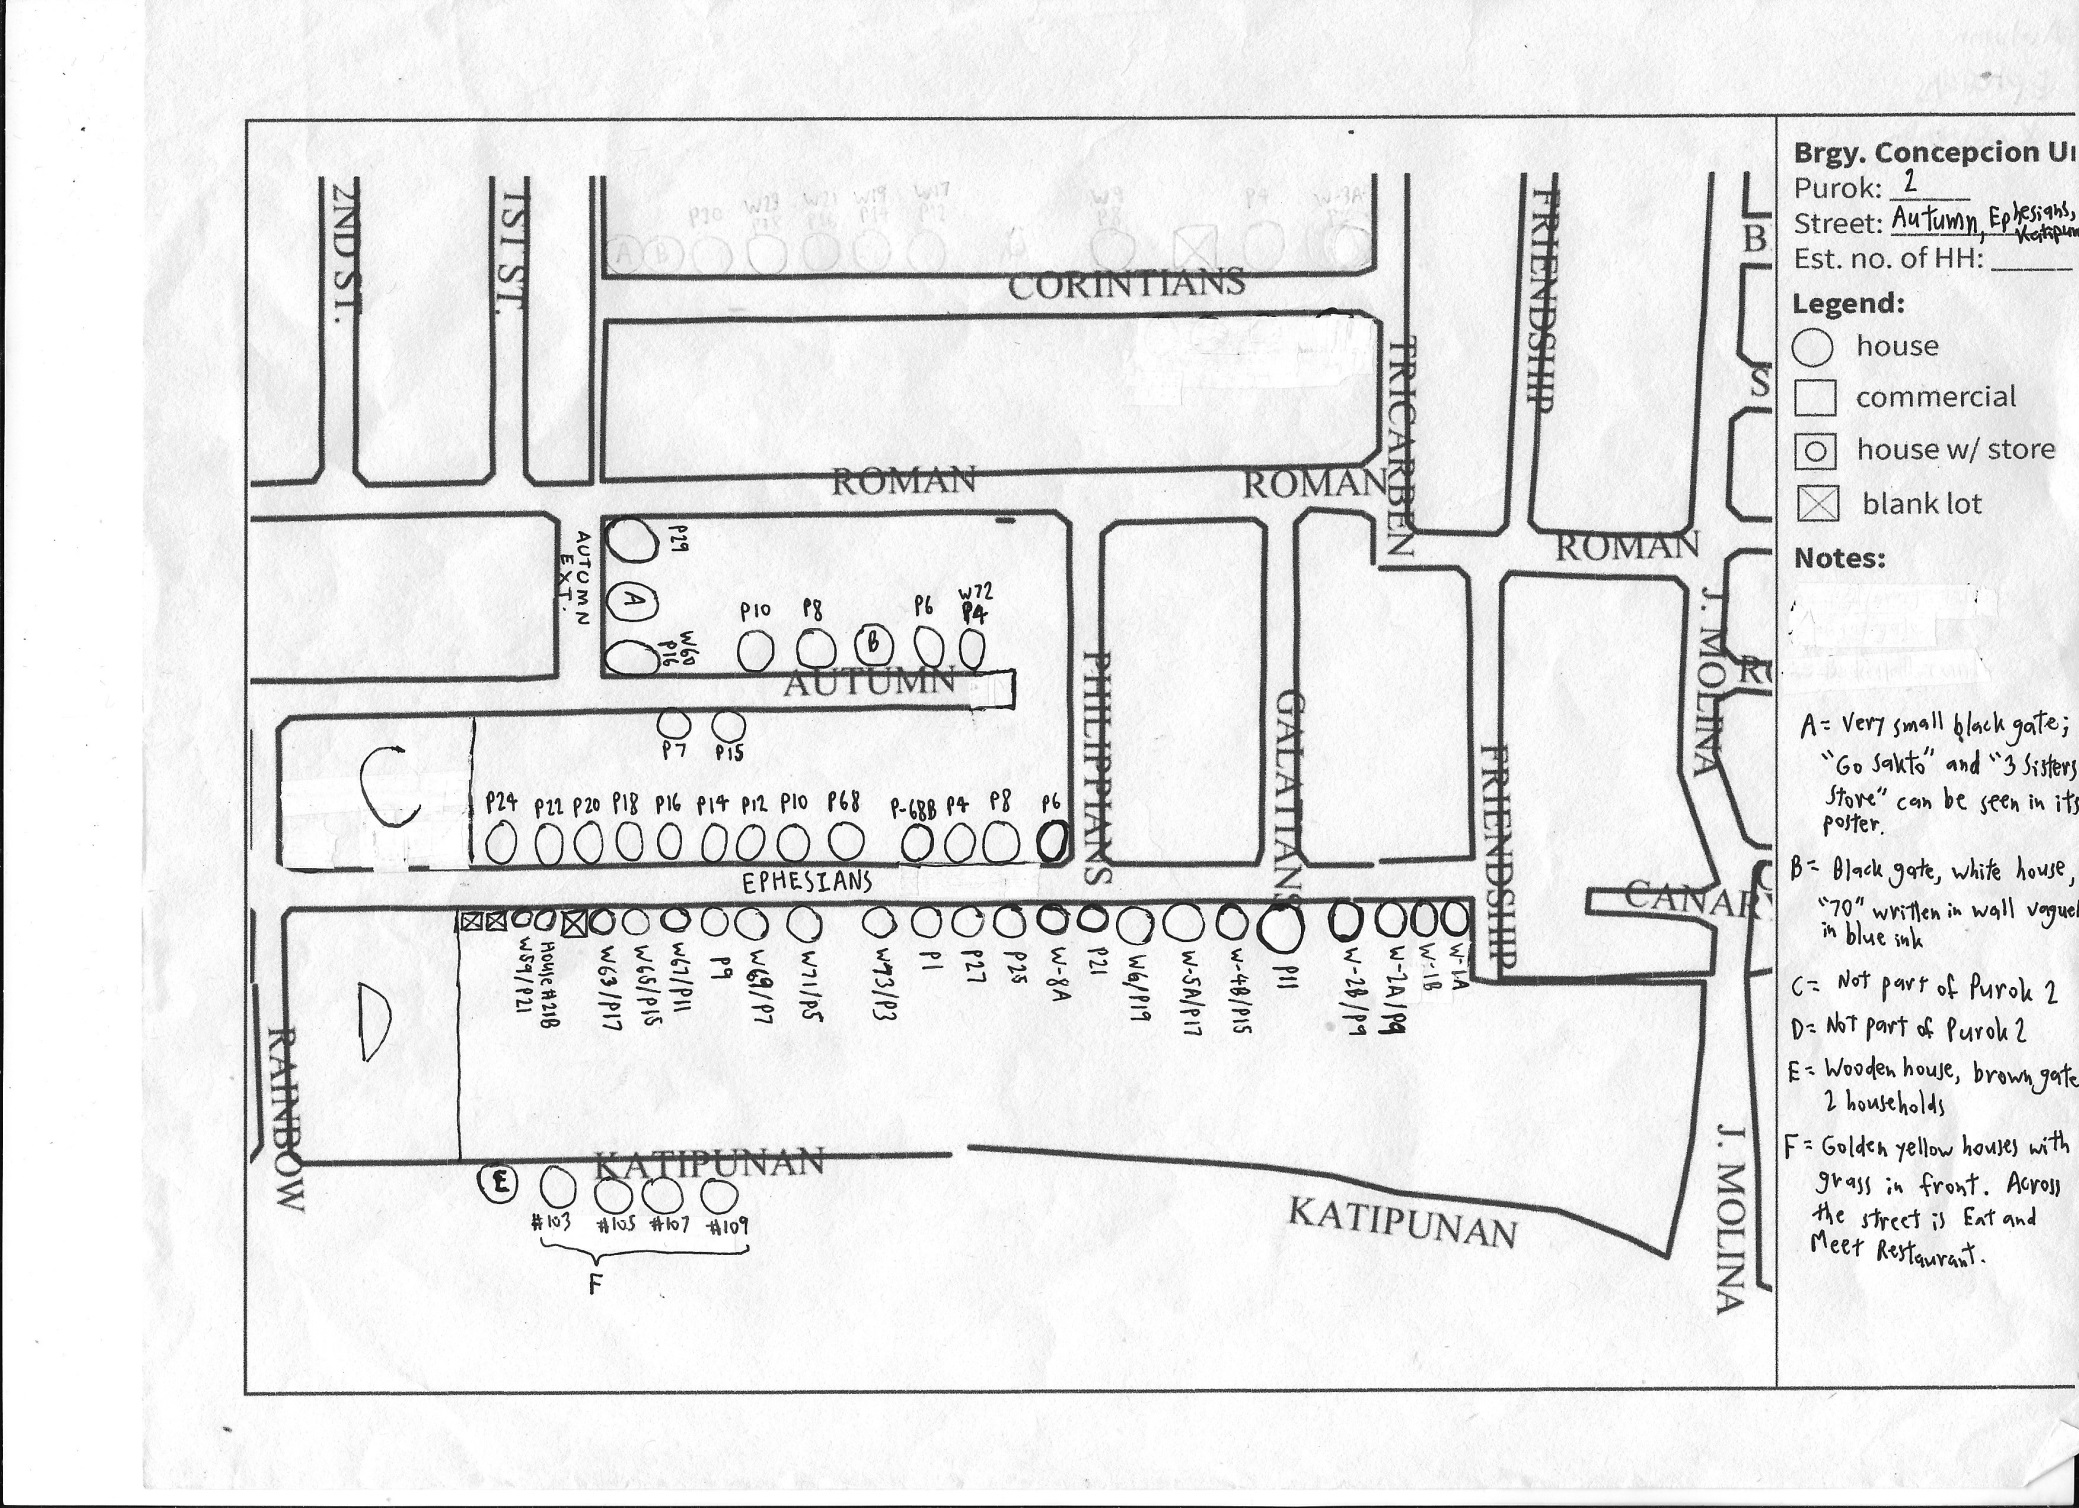 Brgy. Concepcion
Purok: 2
Street: Autumn, Ephesians,
Est. no. of HH:
Legend:
house
commercial
house w/ store
blank lot
Notes:
A = Very small black gate;
"Go Sakto" and "3 Sisters
Store" can be seen in its
poster.
B = Black gate, white house,
"70" written in wall
in blue ink
C = Not part of Purok 2
D = Not part of Purok 2
E = Wooden house, brown gate
2 households
F = Golden yellow houses with
grass in front. Across
the street is Eat and
Meet Restaurant.
2ND ST.
1ST ST.
CORINTIANS
TRICARBEN
FRIENDSHIP
ROMAN
ROMAN
ROMAN
AUTUMN
EXT.
P29
A
W60
P16
P10
P8
B
P6
W72
P4
AUTUMN
P7
P15
C
PHILIPPIANS
GALATIANS
FRIENDSHIP
J. MOLINA
P24 P22 P20 P18 P16 P14 P12 P10 P68 P-68B P4 P8 P6
EPHESIANS
W59/P21
House #21B
W63/P17
W65/P15
W67/P11
P9
W69/P7
W71/P5
W73/P3
P1
P27
P25
W-8A
P21
W6/P19
W-5A/P17
W-4B/P15
P11
W-2B/P9
W-2A/P9
W-1B
W-1A
D
RAINBOW
KATIPUNAN
E
#103 #105 #107 #109
F
KATIPUNAN
J. MOLINA